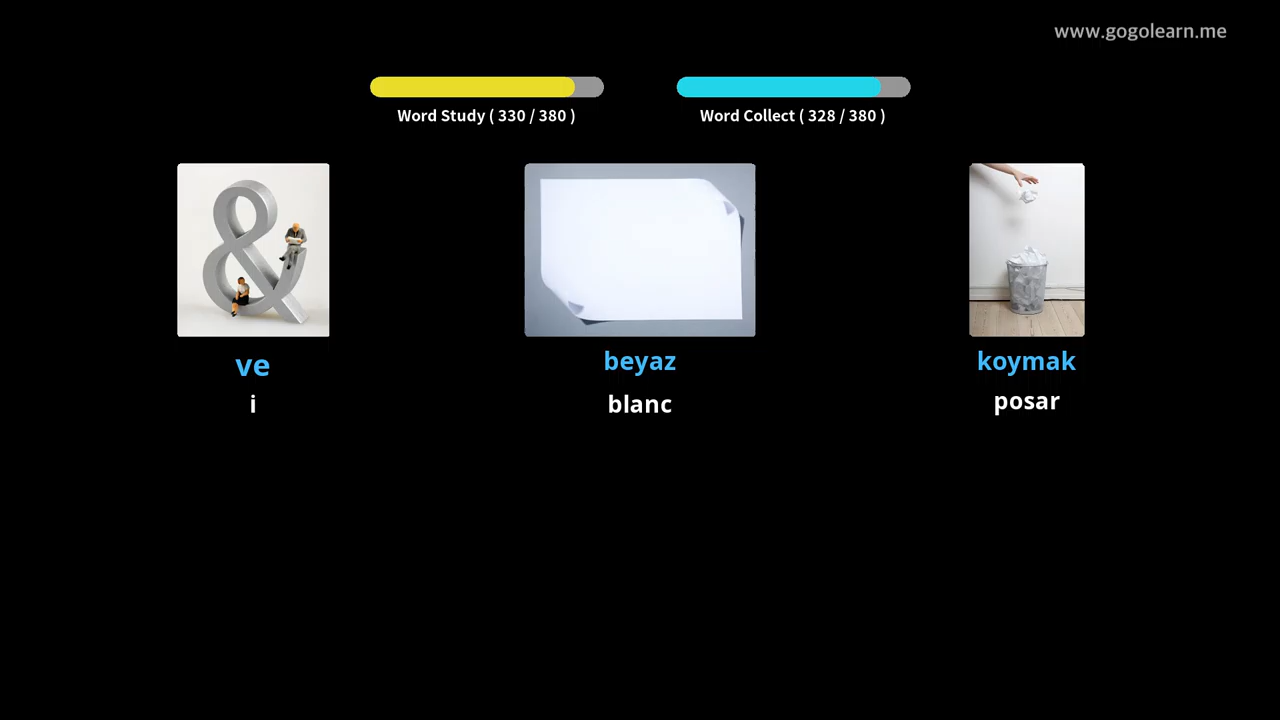 www.gogolearn.me
Word Study ( 330 / 380 )
Word Collect ( 328 / 380 )
&
ve
i
beyaz
blanc
koymak
posar